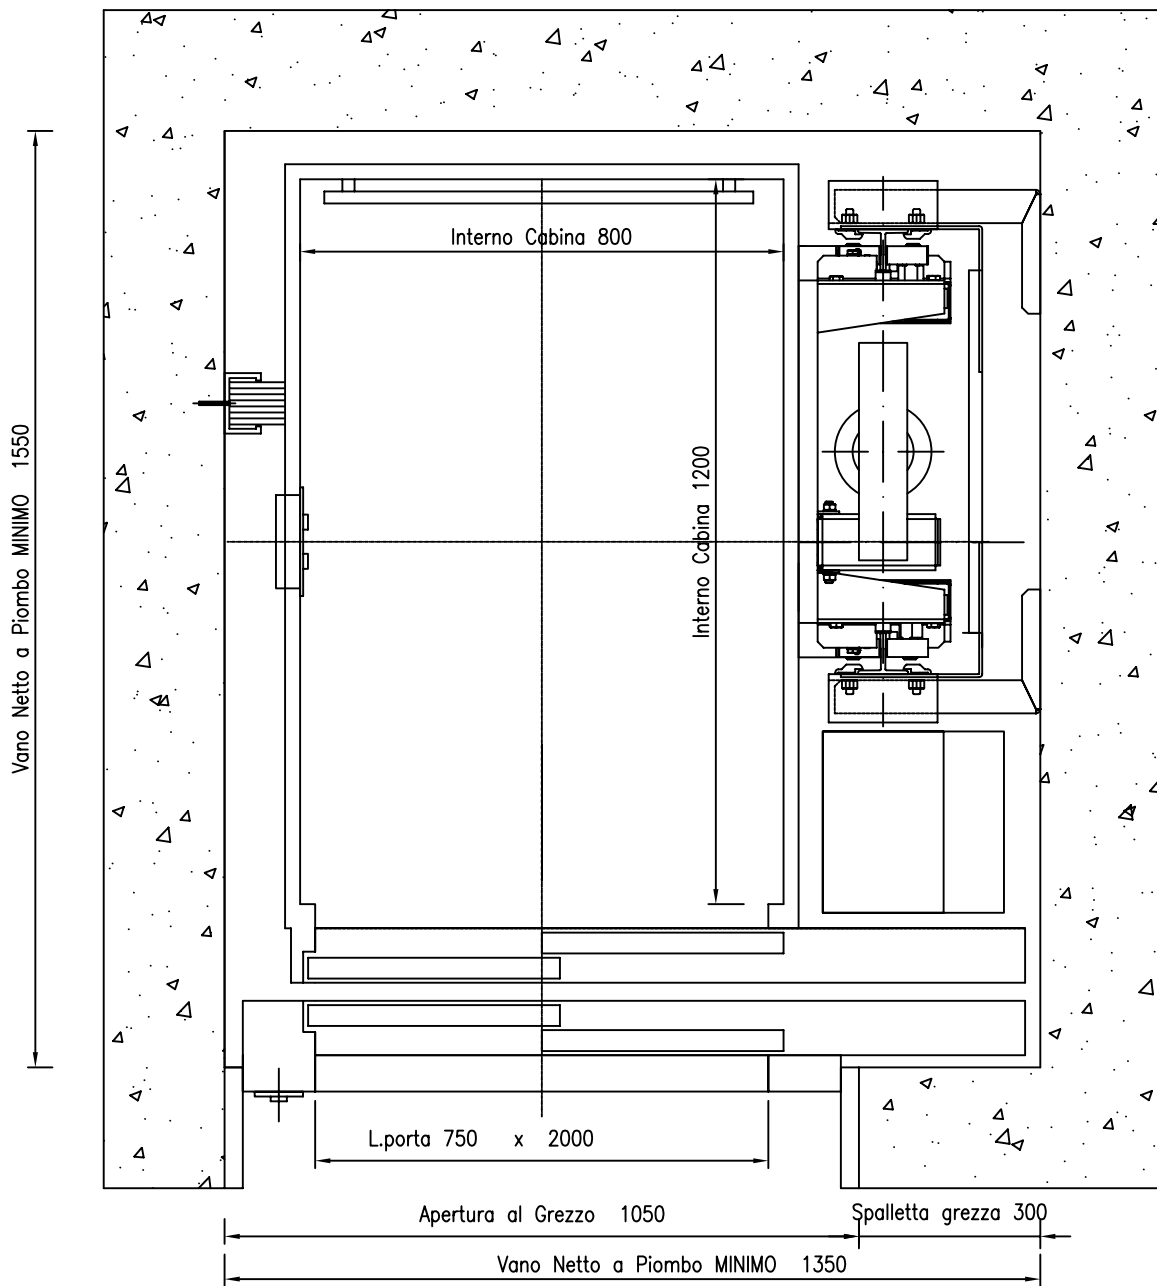 Interno Cabina 800
Interno Cabina 1200
Vano Netto a Piombo MINIMO 1550
L.porta 750 x 2000
Apertura al Grezzo 1050
Spalletta grezza 300
Vano Netto a Piombo MINIMO 1350